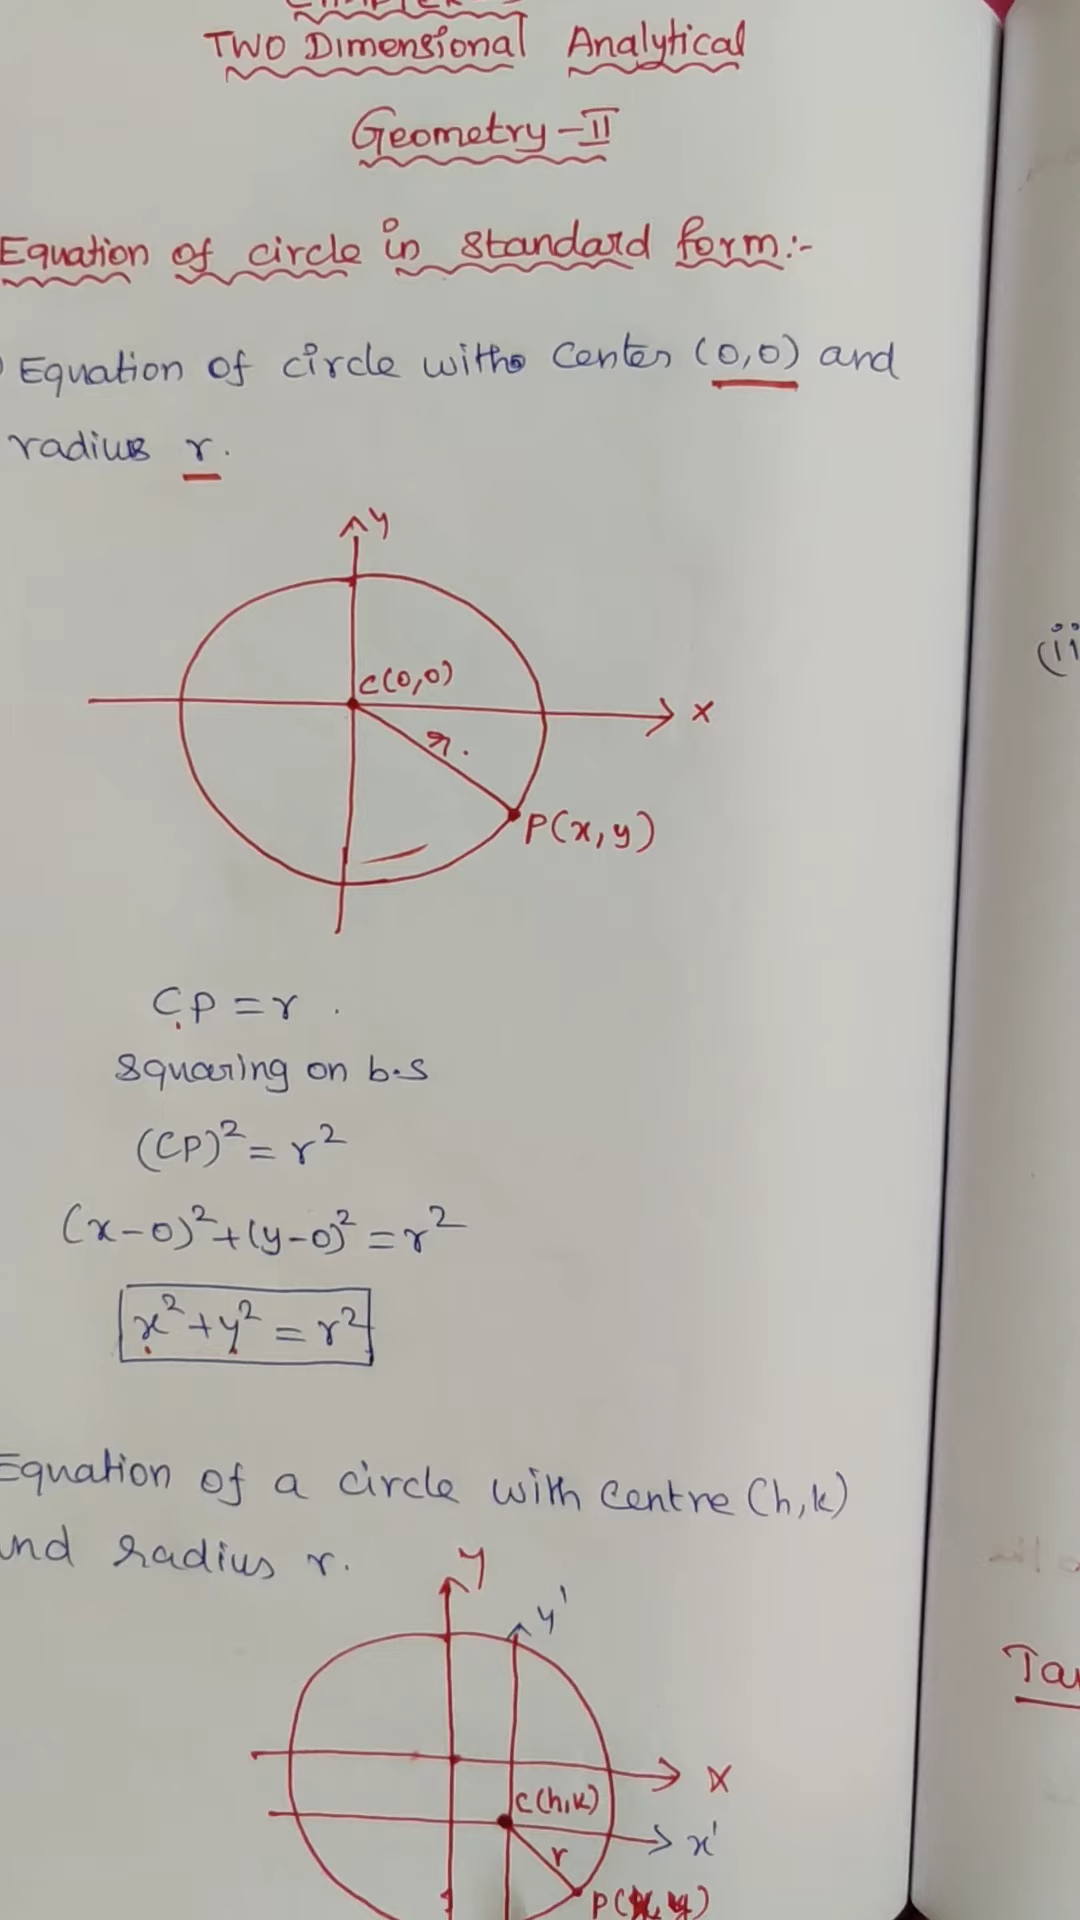 TWO Dimensional Analytical
Geometry - II
Equation of circle in standard form:-
Equation of circle with center (0,0) and
radius r.
y
C(0,0)
x
r.
P(x,y)
CP = r
squaring on b.s
(CP)² = r²
(x-0)²+(y-0)² = r²
x²+y² = r²
Equation of a circle with centre (h,k)
and radius r.
y
y'
x
C(h,k)
x'
r
P(x,y)
(ii
Ta